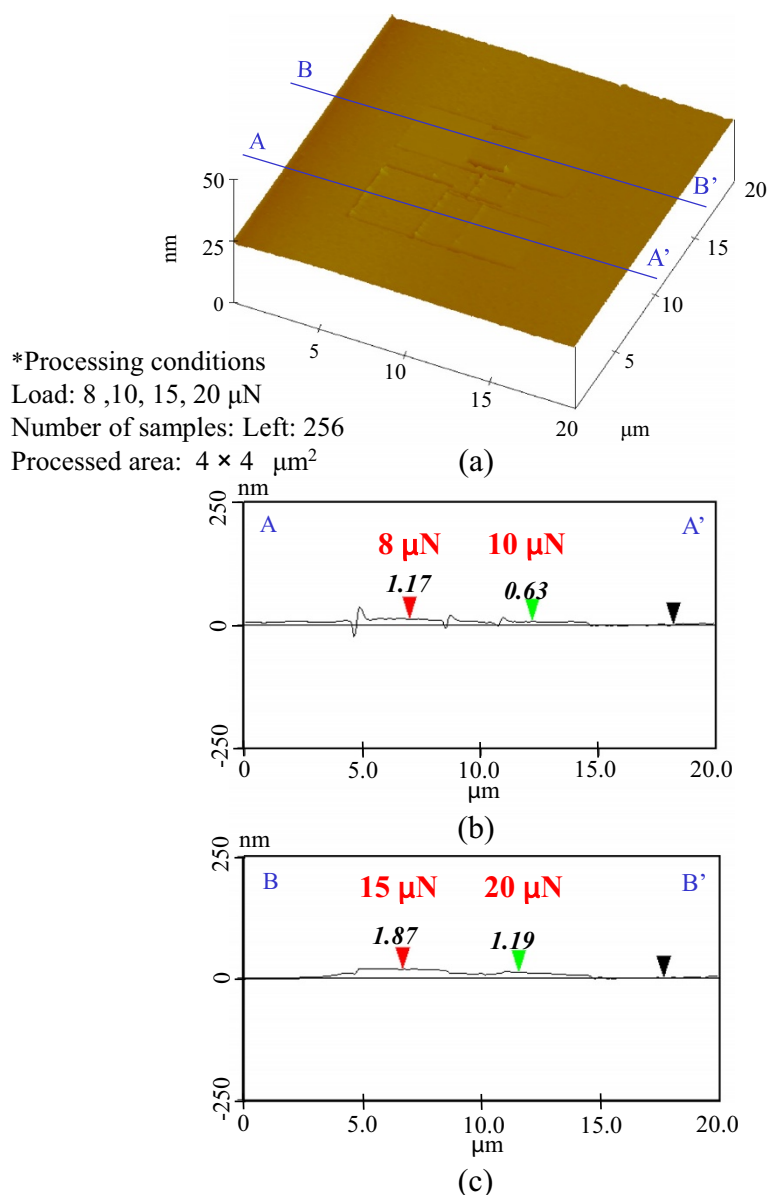 B
A
50
25
0
nm
B’
20
A’
15
10
5
5
10
15
20
μm
*Processing conditions
Load: 8 ,10, 15, 20 μN
Number of samples: Left: 256
Processed area: 4 × 4 μm²
(a)
nm
250
0
-250
A
A’
8 μN
10 μN
1.17
0.63
0
5.0
10.0
15.0
20.0
μm
(b)
nm
250
0
-250
B
B’
15 μN
20 μN
1.87
1.19
0
5.0
10.0
15.0
20.0
μm
(c)